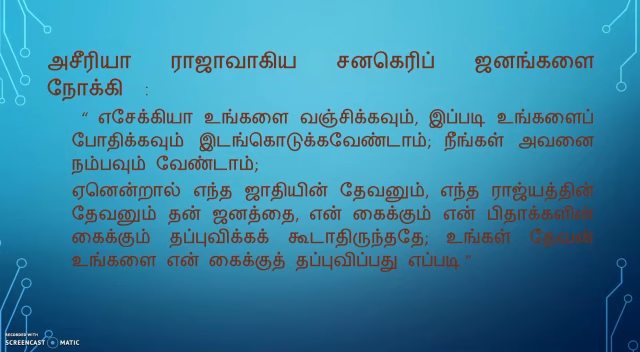 அசீரியா ராஜாவாகிய சனகெரிப் ஜனங்களை
நோக்கி :
“ எசேக்கியா உங்களை வஞ்சிக்கவும், இப்படி உங்களைப்
போதிக்கவும் இடங்கொடுக்கவேண்டாம்; நீங்கள் அவனை
நம்பவும் வேண்டாம்;
ஏனென்றால் எந்த ஜாதியின் தேவனும், எந்த ராஜ்யத்தின்
தேவனும் தன் ஜனத்தை, என் கைக்கும் என் பிதாக்களின்
கைக்கும் தப்புவிக்கக் கூடாதிருந்ததே; உங்கள் தேவன்
உங்களை என் கைக்குத் தப்புவிப்பது எப்படி ”
RECORDED WITH
SCREENCAST MATIC